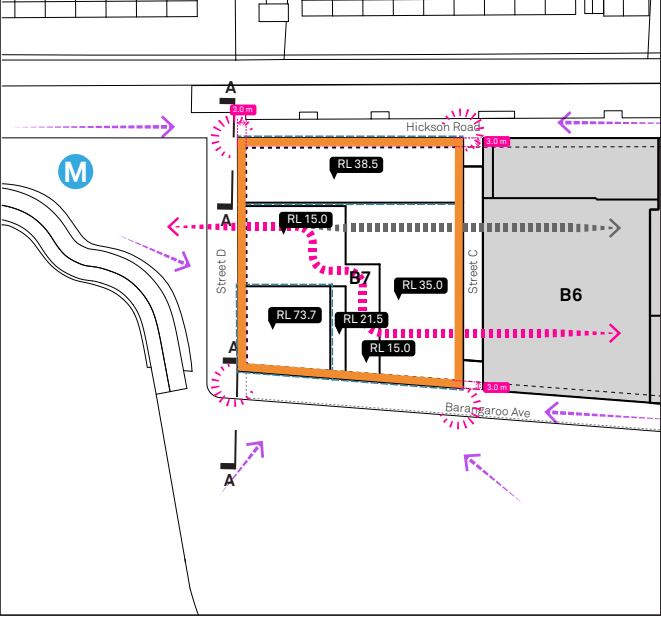 A
3.0 m
Hickson Road
3.0 m
M
RL 38.5
A
RL 15.0
Street D
Street C
B7
RL 35.0
B6
RL 73.7
RL 21.5
A
RL 15.0
3.0 m
Barangaroo Ave
A